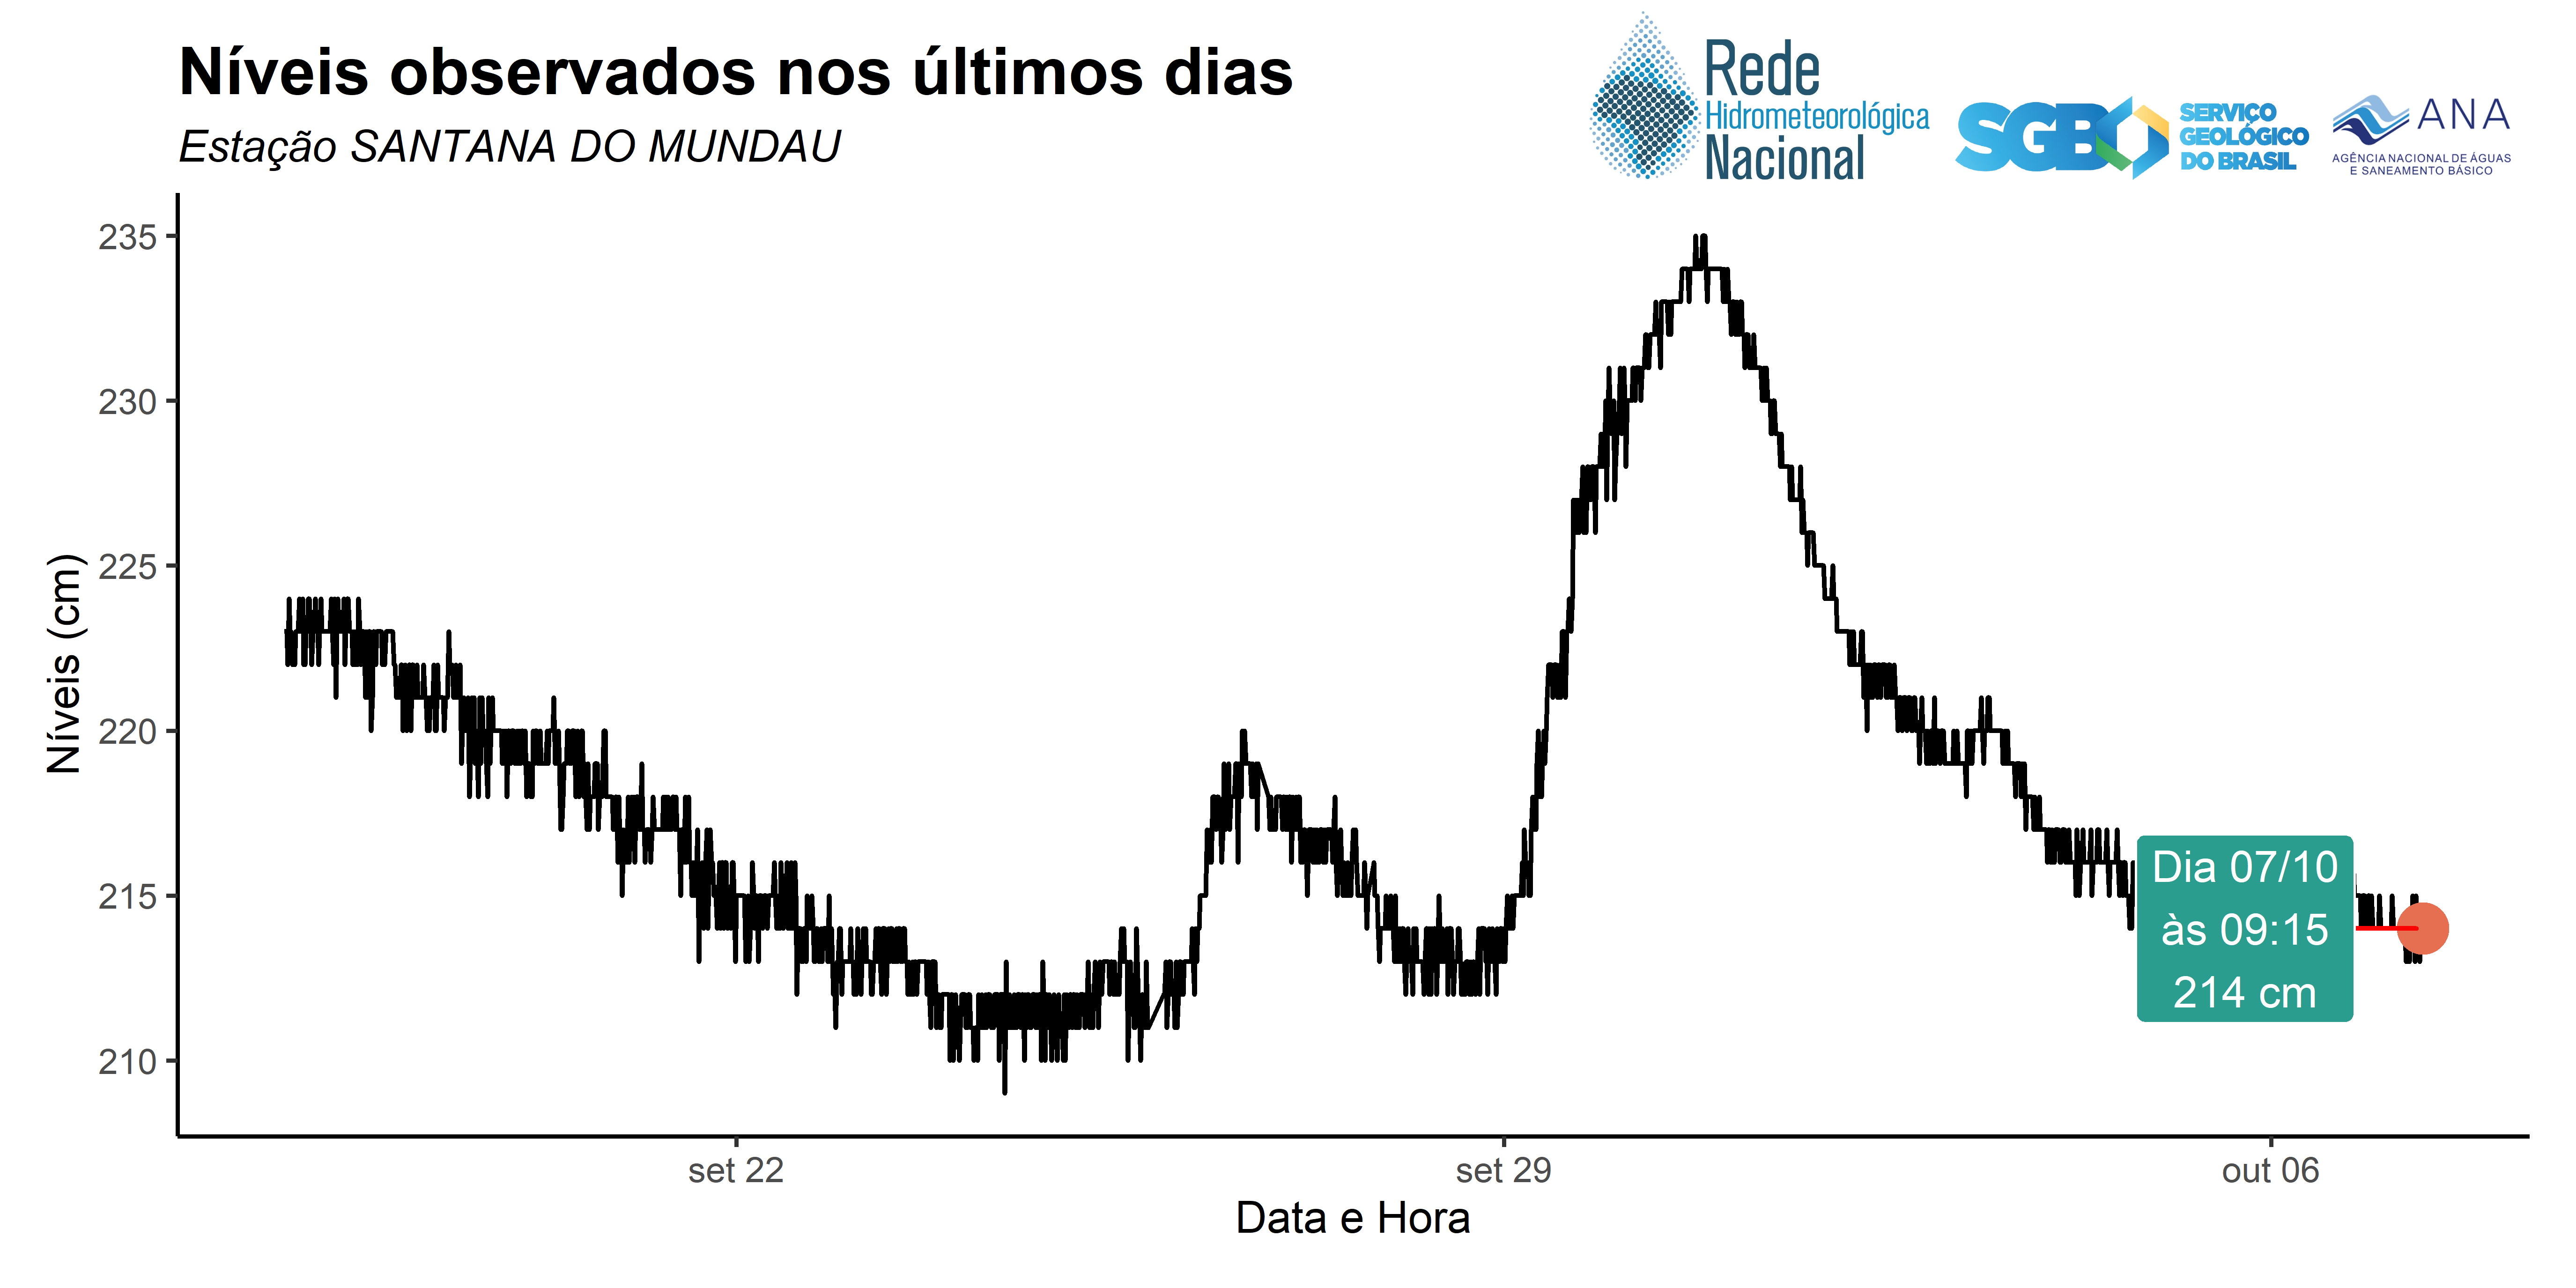 Níveis observados nos últimos dias
Estação SANTANA DO MUNDAU
Rede
Hidrometeorológica
Nacional
SGB
SERVIÇO
GEOLÓGICO
DO BRASIL
ANA
AGÊNCIA NACIONAL DE ÁGUAS
E SANEAMENTO BÁSICO
Níveis (cm)
235
230
225
220
215
210
Dia 07/10
às 09:15
214 cm
set 22
set 29
out 06
Data e Hora